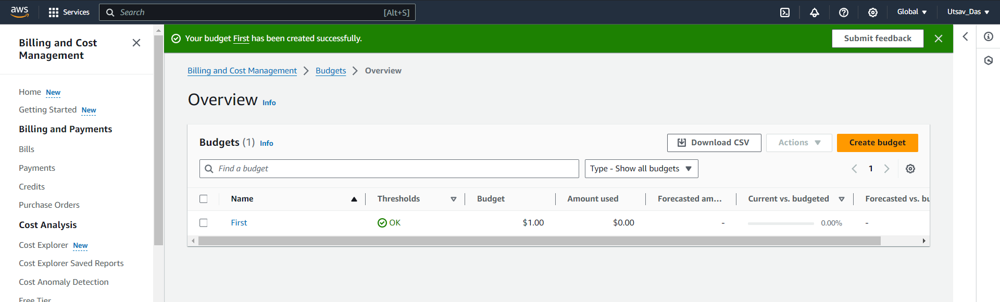 aws Services Search [Alt+S] Global Utsav_Das
Billing and Cost
Management
Home New
Getting Started New
Billing and Payments
Bills
Payments
Credits
Purchase Orders
Cost Analysis
Cost Explorer New
Cost Explorer Saved Reports
Cost Anomaly Detection
Free Tier
Your budget First has been created successfully. Submit feedback
Billing and Cost Management Budgets Overview
Overview Info
Budgets (1) Info Download CSV Actions Create budget
Find a budget Type - Show all budgets 1
Name Thresholds Budget Amount used Forecasted am... Current vs. budgeted Forecasted vs. bu
First OK $1.00 $0.00 - 0.00% -